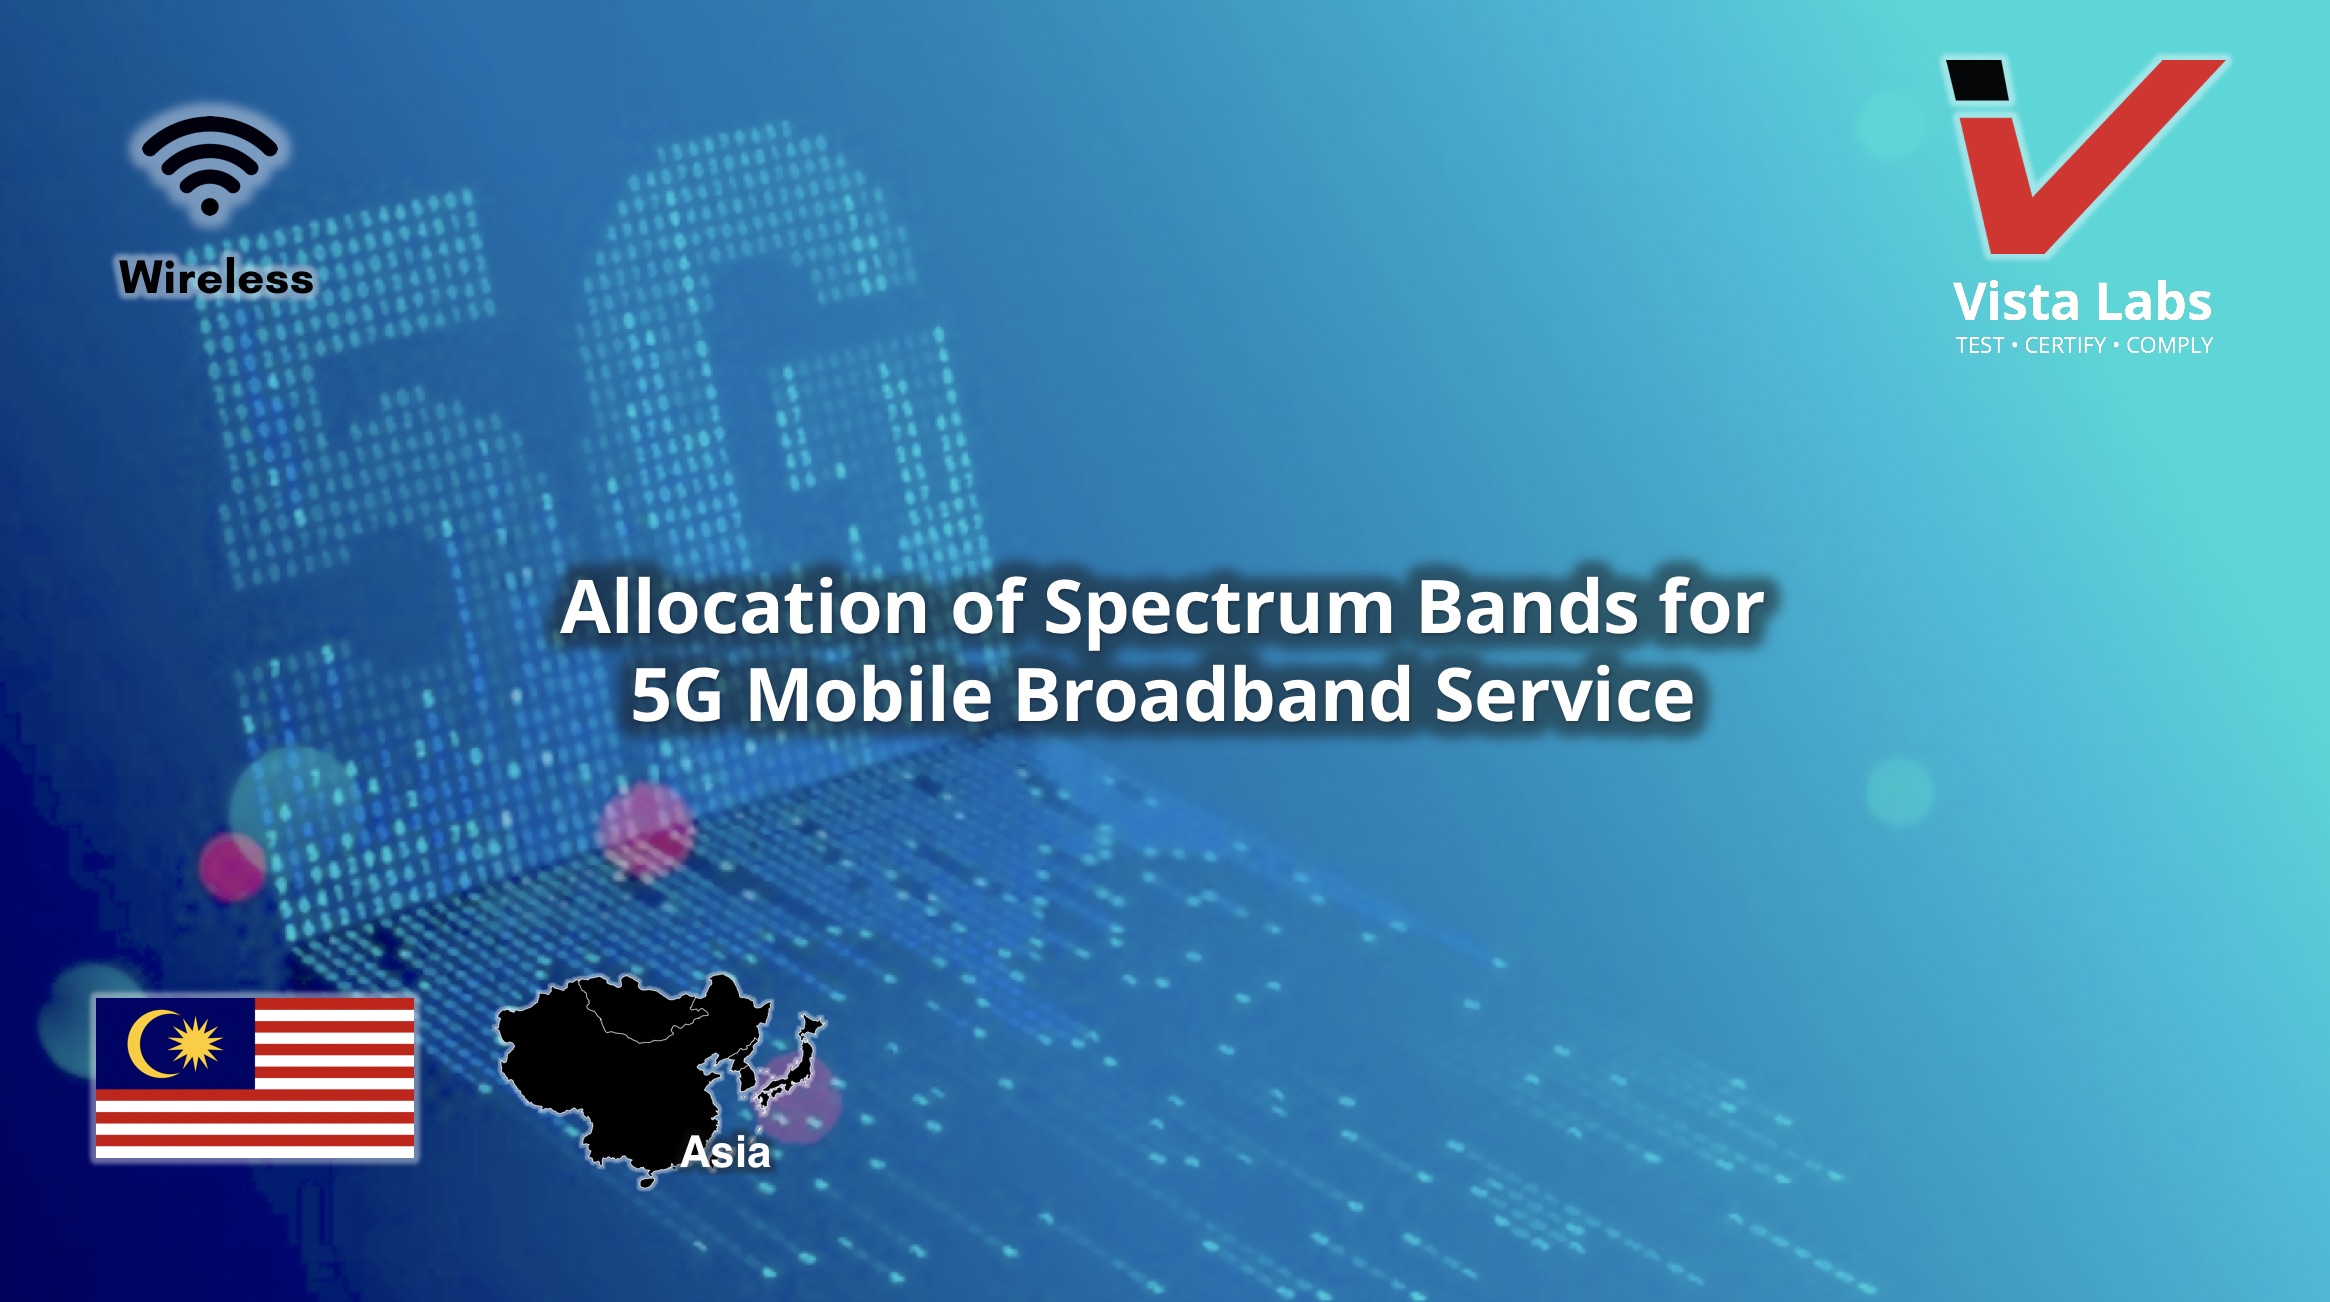 Wireless
Vista Labs
TEST • CERTIFY • COMPLY
5G
Allocation of Spectrum Bands for
5G Mobile Broadband Service
Asia